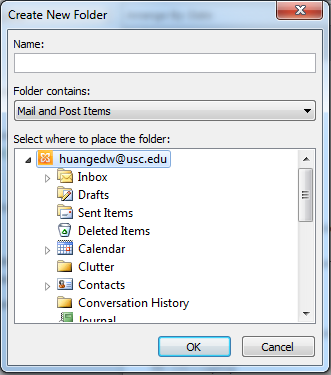 Create New Folder
Name:
Folder contains:
Mail and Post Items
Select where to place the folder:
huangedw@usc.edu
Inbox
Drafts
Sent Items
Deleted Items
Calendar
Clutter
Contacts
Conversation History
Journal
OK
Cancel